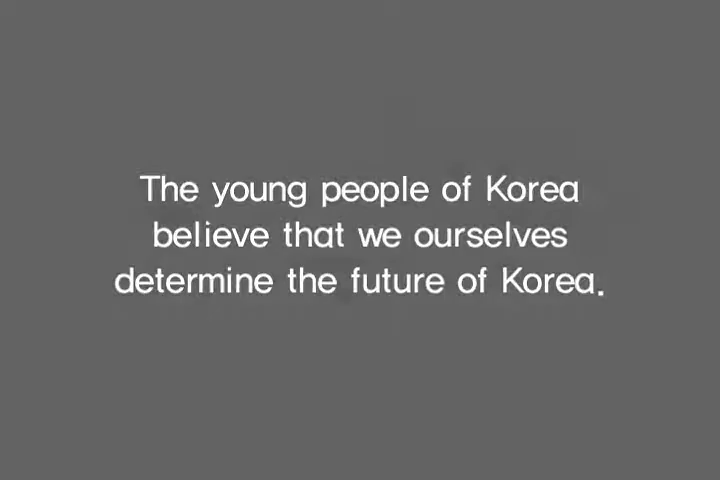 The young people of Korea
believe that we ourselves
determine the future of Korea.